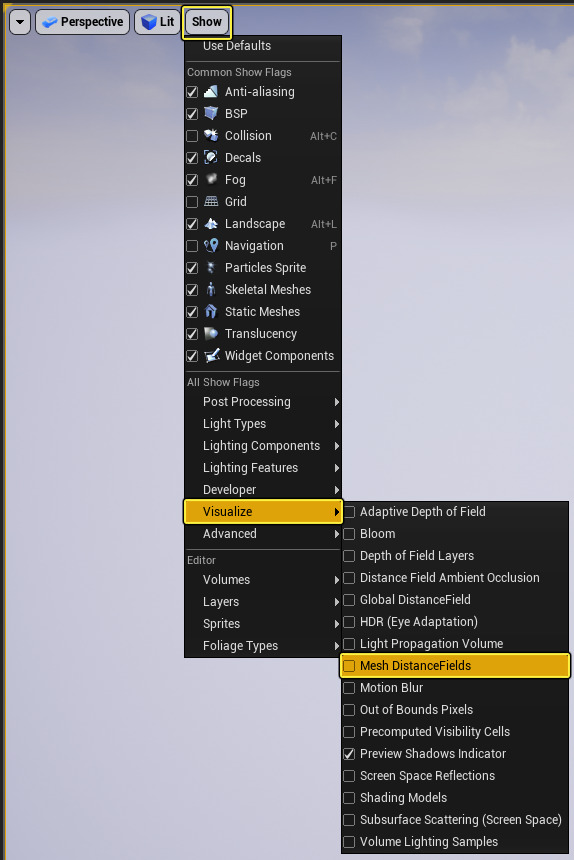 Perspective Lit Show
Use Defaults
Common Show Flags
Anti-aliasing
BSP
Collision Alt+C
Decals
Fog Alt+F
Grid
Landscape Alt+L
Navigation P
Particles Sprite
Skeletal Meshes
Static Meshes
Translucency
Widget Components
All Show Flags
Post Processing
Light Types
Lighting Components
Lighting Features
Developer
Visualize
Advanced
Editor
Volumes
Layers
Sprites
Foliage Types
Adaptive Depth of Field
Bloom
Depth of Field Layers
Distance Field Ambient Occlusion
Global DistanceField
HDR (Eye Adaptation)
Light Propagation Volume
Mesh DistanceFields
Motion Blur
Out of Bounds Pixels
Precomputed Visibility Cells
Preview Shadows Indicator
Screen Space Reflections
Shading Models
Subsurface Scattering (Screen Space)
Volume Lighting Samples